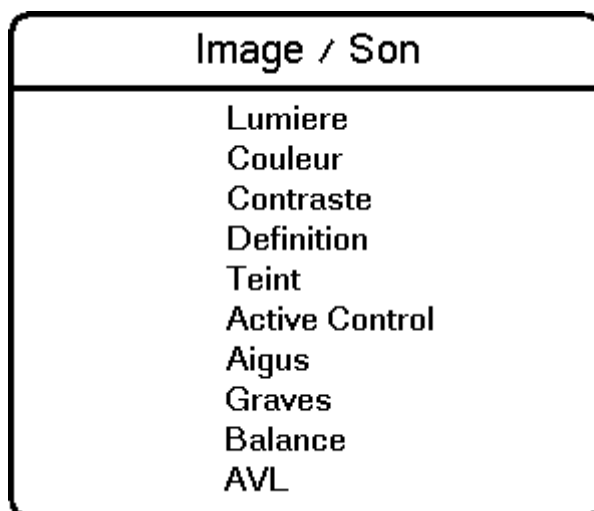 Image / Son
Lumiere
Couleur
Contraste
Definition
Teint
Active Control
Aigus
Graves
Balance
AVL